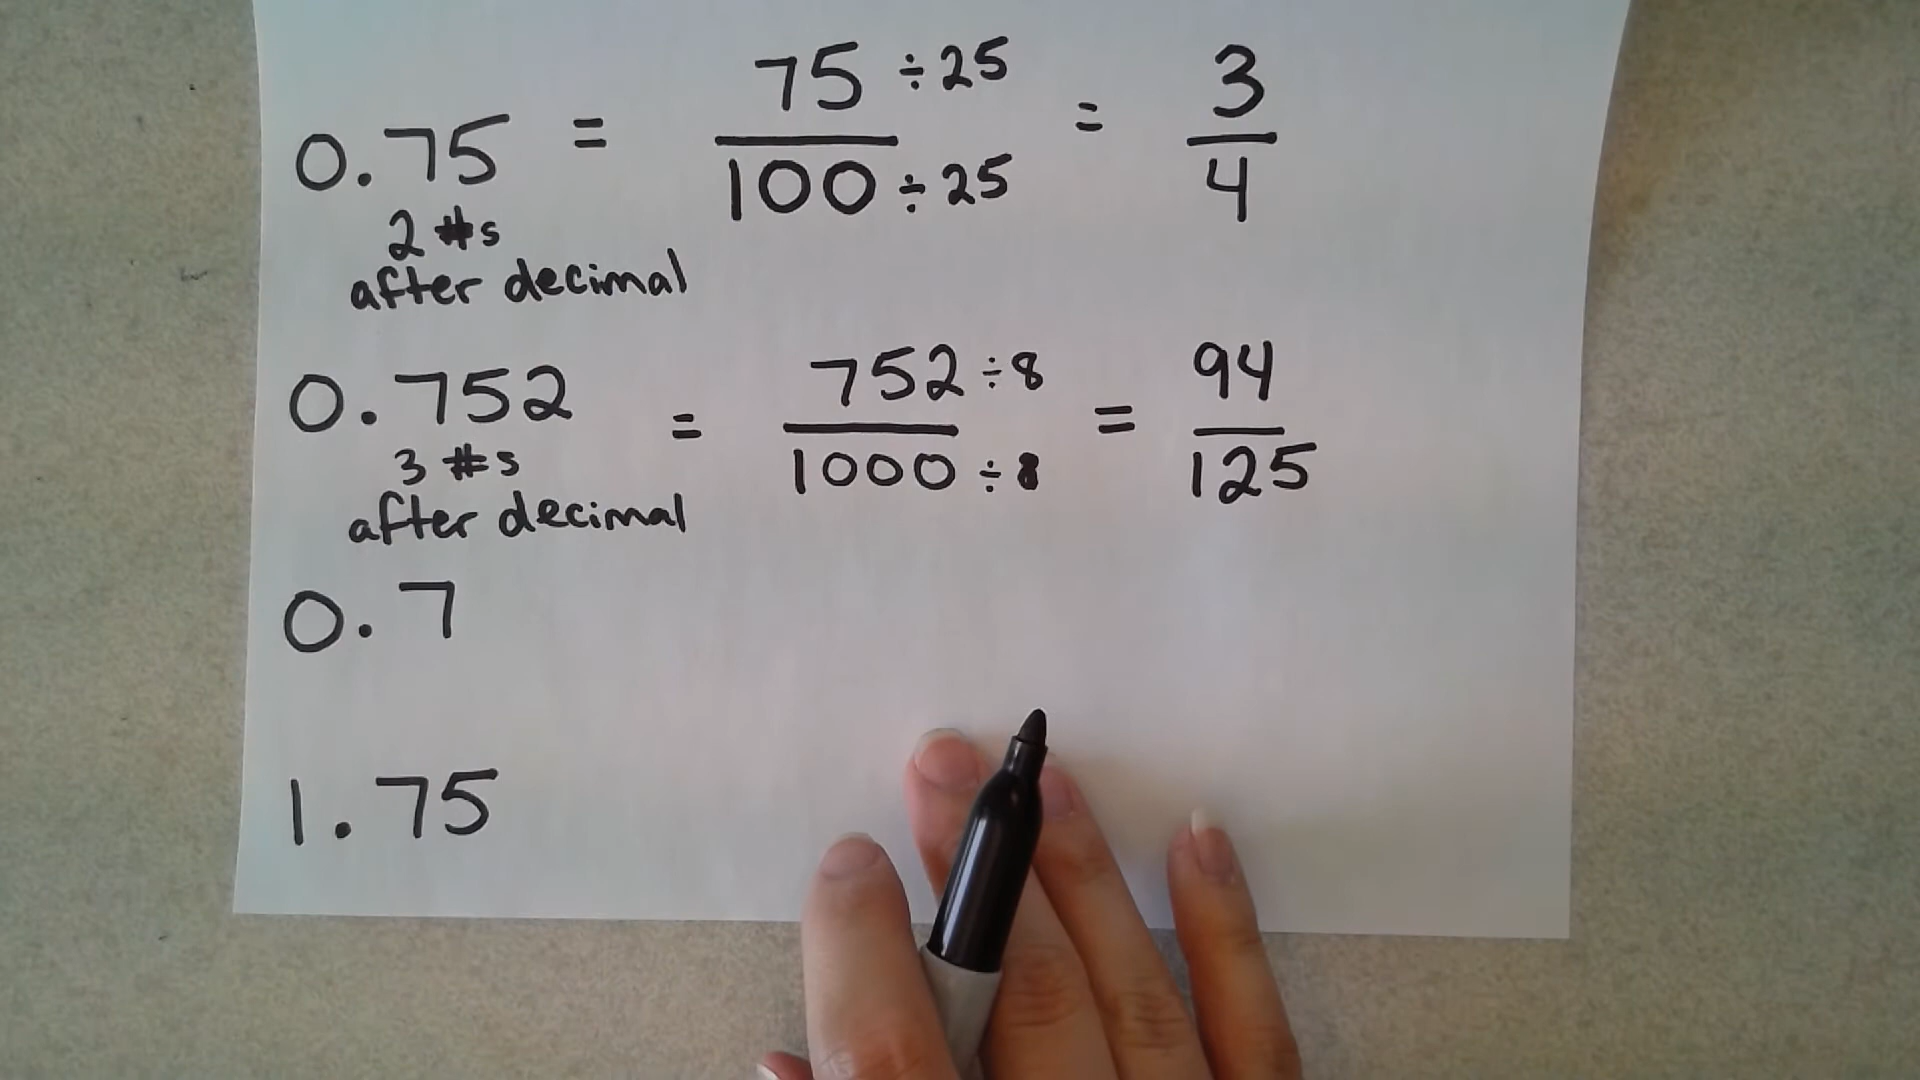 0.75 = 75 ÷25 / 100 ÷25 = 3/4
2 #s
after decimal
0.752 = 752 ÷8 / 1000 ÷8 = 94/125
3 #s
after decimal
0.7
1.75